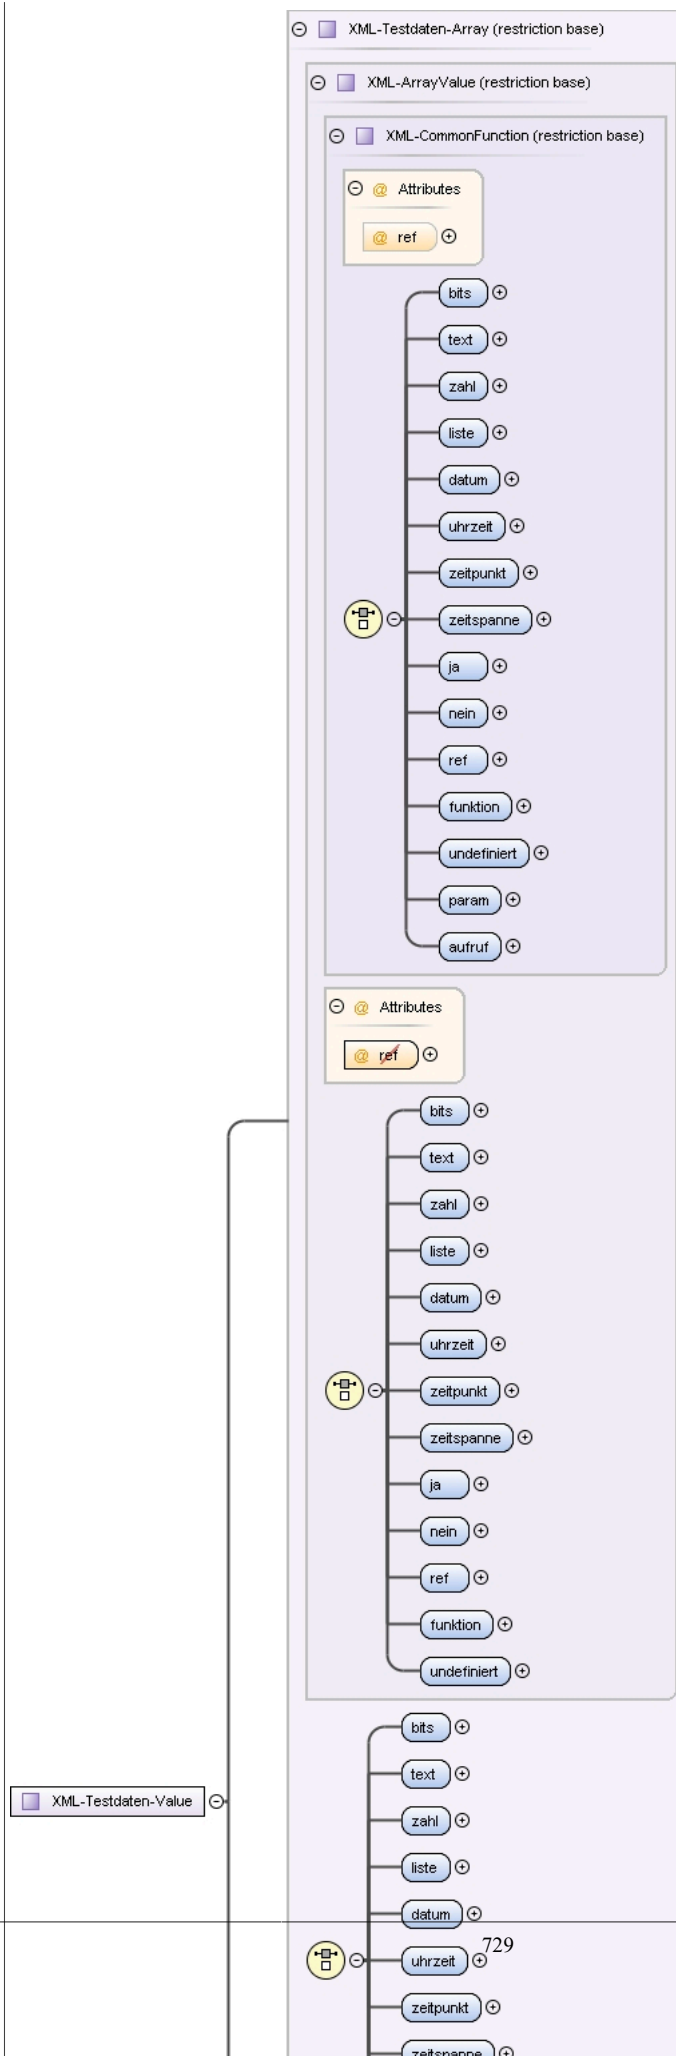 XML-Testdaten-Array (restriction base)
XML-ArrayValue (restriction base)
XML-CommonFunction (restriction base)
@ Attributes
@ ref
bits
text
zahl
liste
datum
uhrzeit
zeitpunkt
zeitspanne
ja
nein
ref
funktion
undefiniert
param
aufruf
@ Attributes
@ ref
bits
text
zahl
liste
datum
uhrzeit
zeitpunkt
zeitspanne
ja
nein
ref
funktion
undefiniert
bits
text
XML-Testdaten-Value
zahl
liste
datum
729
uhrzeit
zeitpunkt
zeitspanne